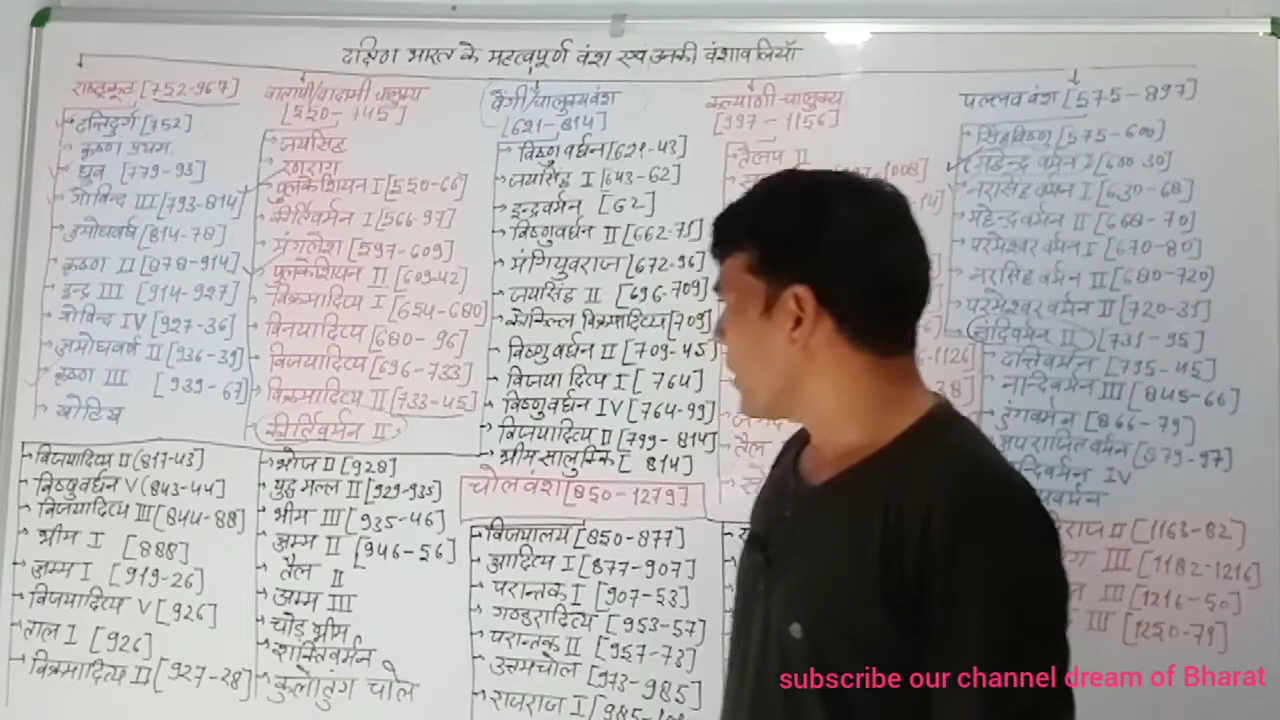 दक्षिण भारत के महत्वपूर्ण वंश एवं उनकी वंशावलियाँ
राष्ट्रकूट [752-967]
दन्तिदुर्ग [752]
कृष्ण प्रथम
ध्रुव [779-93]
गोविन्द III [793-814]
अमोघवर्ष [814-78]
कृष्ण II [878-914]
इन्द्र III [914-927]
गोविन्द IV [927-36]
अमोघवर्ष II [936-39]
कृष्ण III [939-67]
खोटिग
वातापी/बादामी चालुक्य
[550-745]
जयसिंह
रणराग
पुलकेशियन I [550-66]
कीर्तिवर्मन I [566-97]
मंगलेश [597-609]
पुलकेशियन II [609-42]
विक्रमादित्य I [654-680]
विनयादित्य [680-96]
विजयादित्य [696-733]
विक्रमादित्य II [733-45]
कीर्तिवर्मन II
वेंगी/चालुक्यवंश
[621-814]
विष्णुवर्धन [621-43]
जयसिंह I [643-62]
इन्द्रवर्मन [62]
विष्णुवर्धन II [662-75]
मंगियुवराज [672-96]
जयसिंह II [696-709]
कोकिल्ल विक्रमादित्य [709]
विष्णुवर्धन II [709-45]
विजयादित्य I [764]
विष्णुवर्धन IV [764-99]
विजयादित्य II [799-814]
भीम सालुक्कि [814]
कल्याणी-चालुक्य
[997-1156]
तैलप II
1008]
1126]
तैल
पल्लव वंश [575-897]
सिंहविष्णु [575-600]
महेन्द्र वर्मन I [600-30]
नरसिंह वर्मन I [630-68]
महेन्द्र वर्मन II [668-70]
परमेश्वर वर्मन I [670-80]
नरसिंह वर्मन II [680-720]
परमेश्वर वर्मन II [720-31]
नंदिवर्मन II [731-95]
दन्तिवर्मन [795-45]
नान्दिवर्मन III [845-66]
नृंगवर्मन [866-79]
अपराजितवर्मन [879-97]
न्दिवर्मन IV
विजयादित्य II (817-43]
विष्णुवर्धन V (843-44]
विजयादित्य III [844-88]
भीम I [888]
अम्म I [919-26]
विजयादित्य V [926]
ताल I [926]
विक्रमादित्य II [927-28]
भोज II [928]
युद्ध मल्ल II [929-935]
भीम III [935-46]
अम्म II [946-56]
तैल II
अम्म III
चोड़ भीम
शक्तिवर्मन
कुलोतुंग चोल
चोल वंश [850-1279]
विजयालय [850-877]
आदित्य I [877-907]
परान्तक I [907-53]
गण्डरादित्य [953-57]
परान्तक II [957-73]
उत्तमचोल [973-985]
राजराज I [985-
राज II [1163-82]
III [1182-1216]
III [1216-50]
III [1250-79]
subscribe our channel dream of Bharat